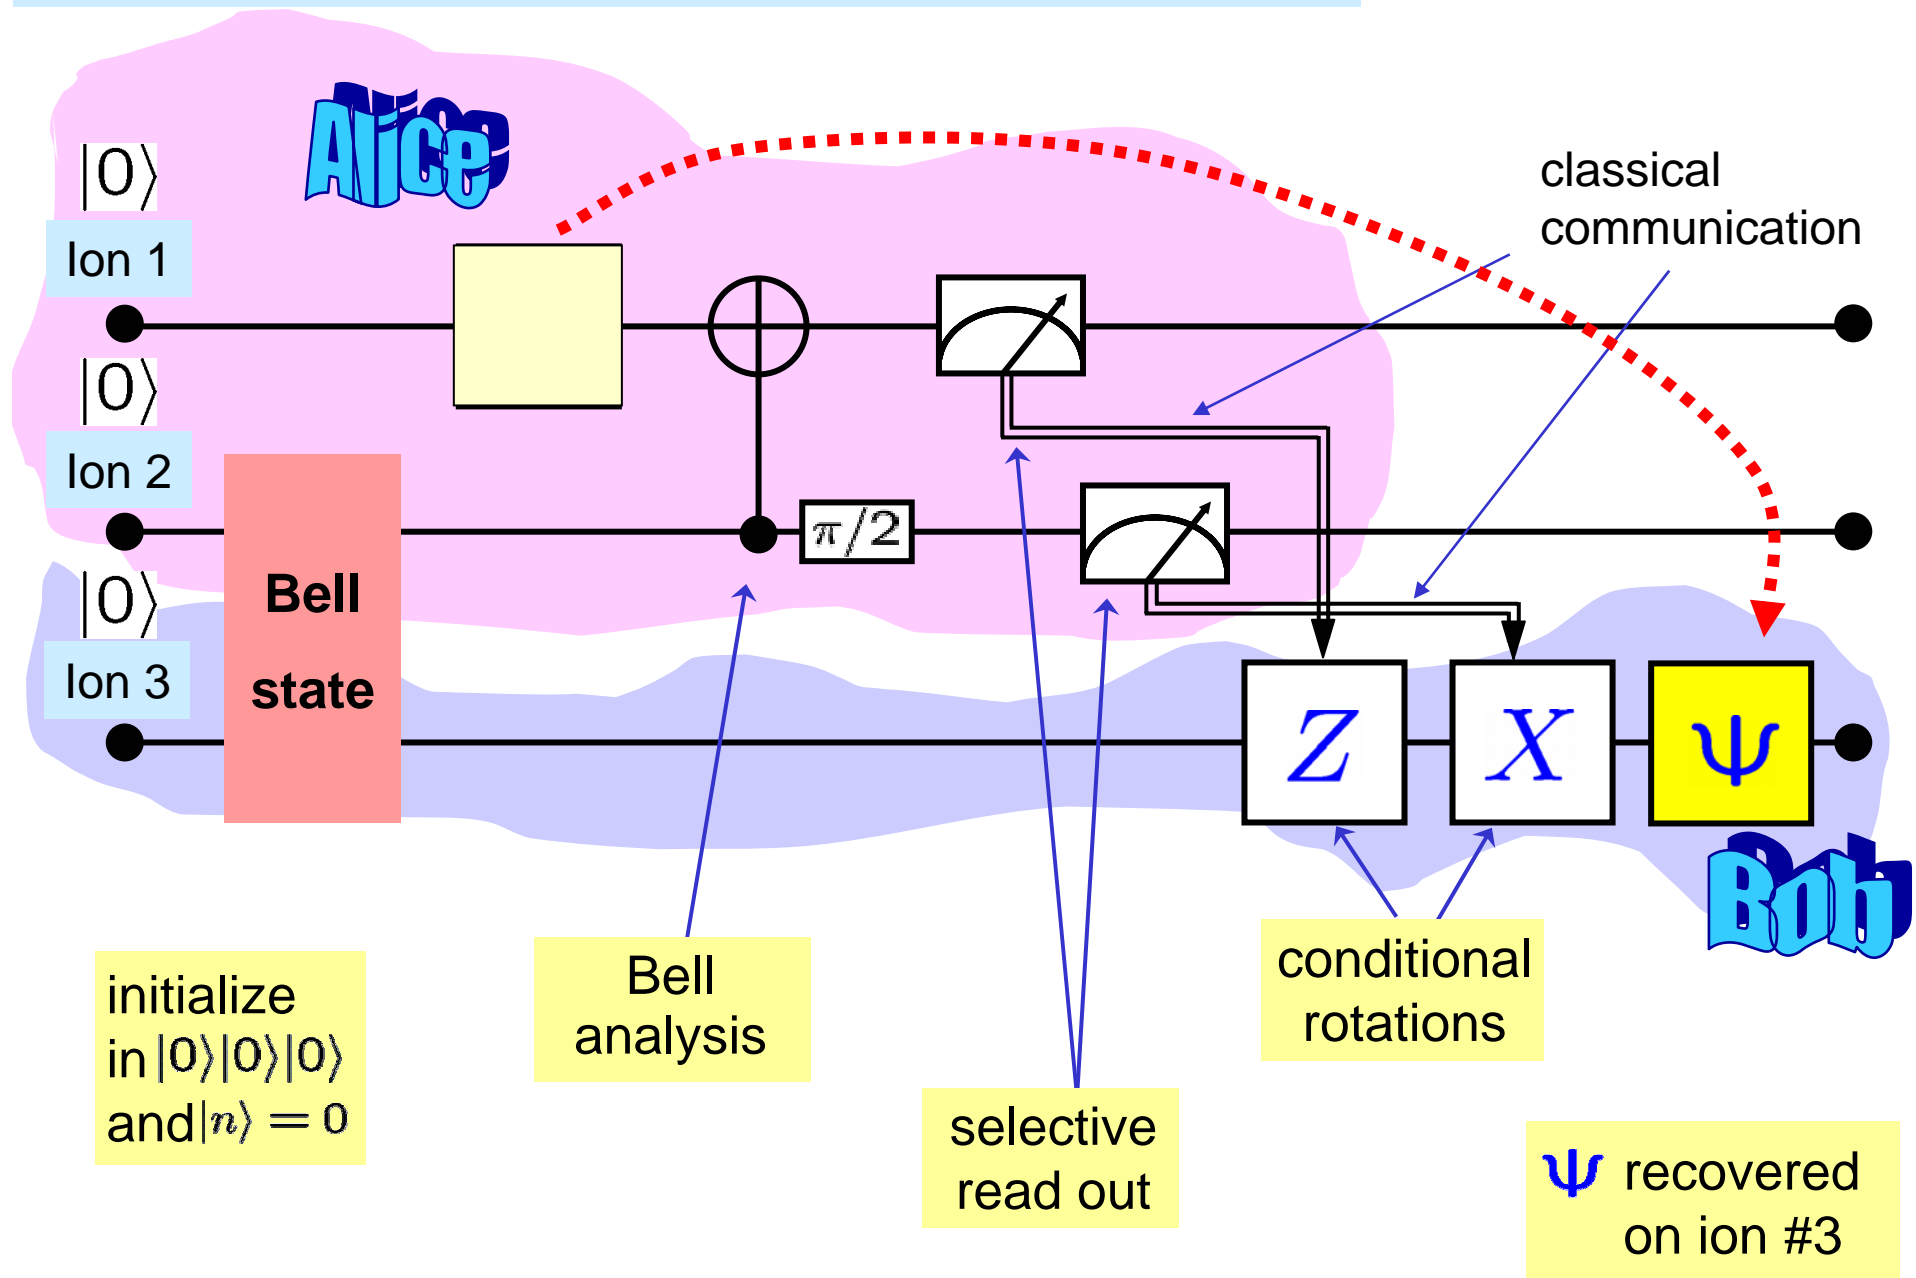 Alice
|0⟩
Ion 1
|0⟩
Ion 2
|0⟩
Ion 3
Bell
state
π/2
classical
communication
Z
X
ψ
Bob
initialize
in |0⟩|0⟩|0⟩
and |n⟩ = 0
Bell
analysis
selective
read out
conditional
rotations
ψ recovered
on ion #3